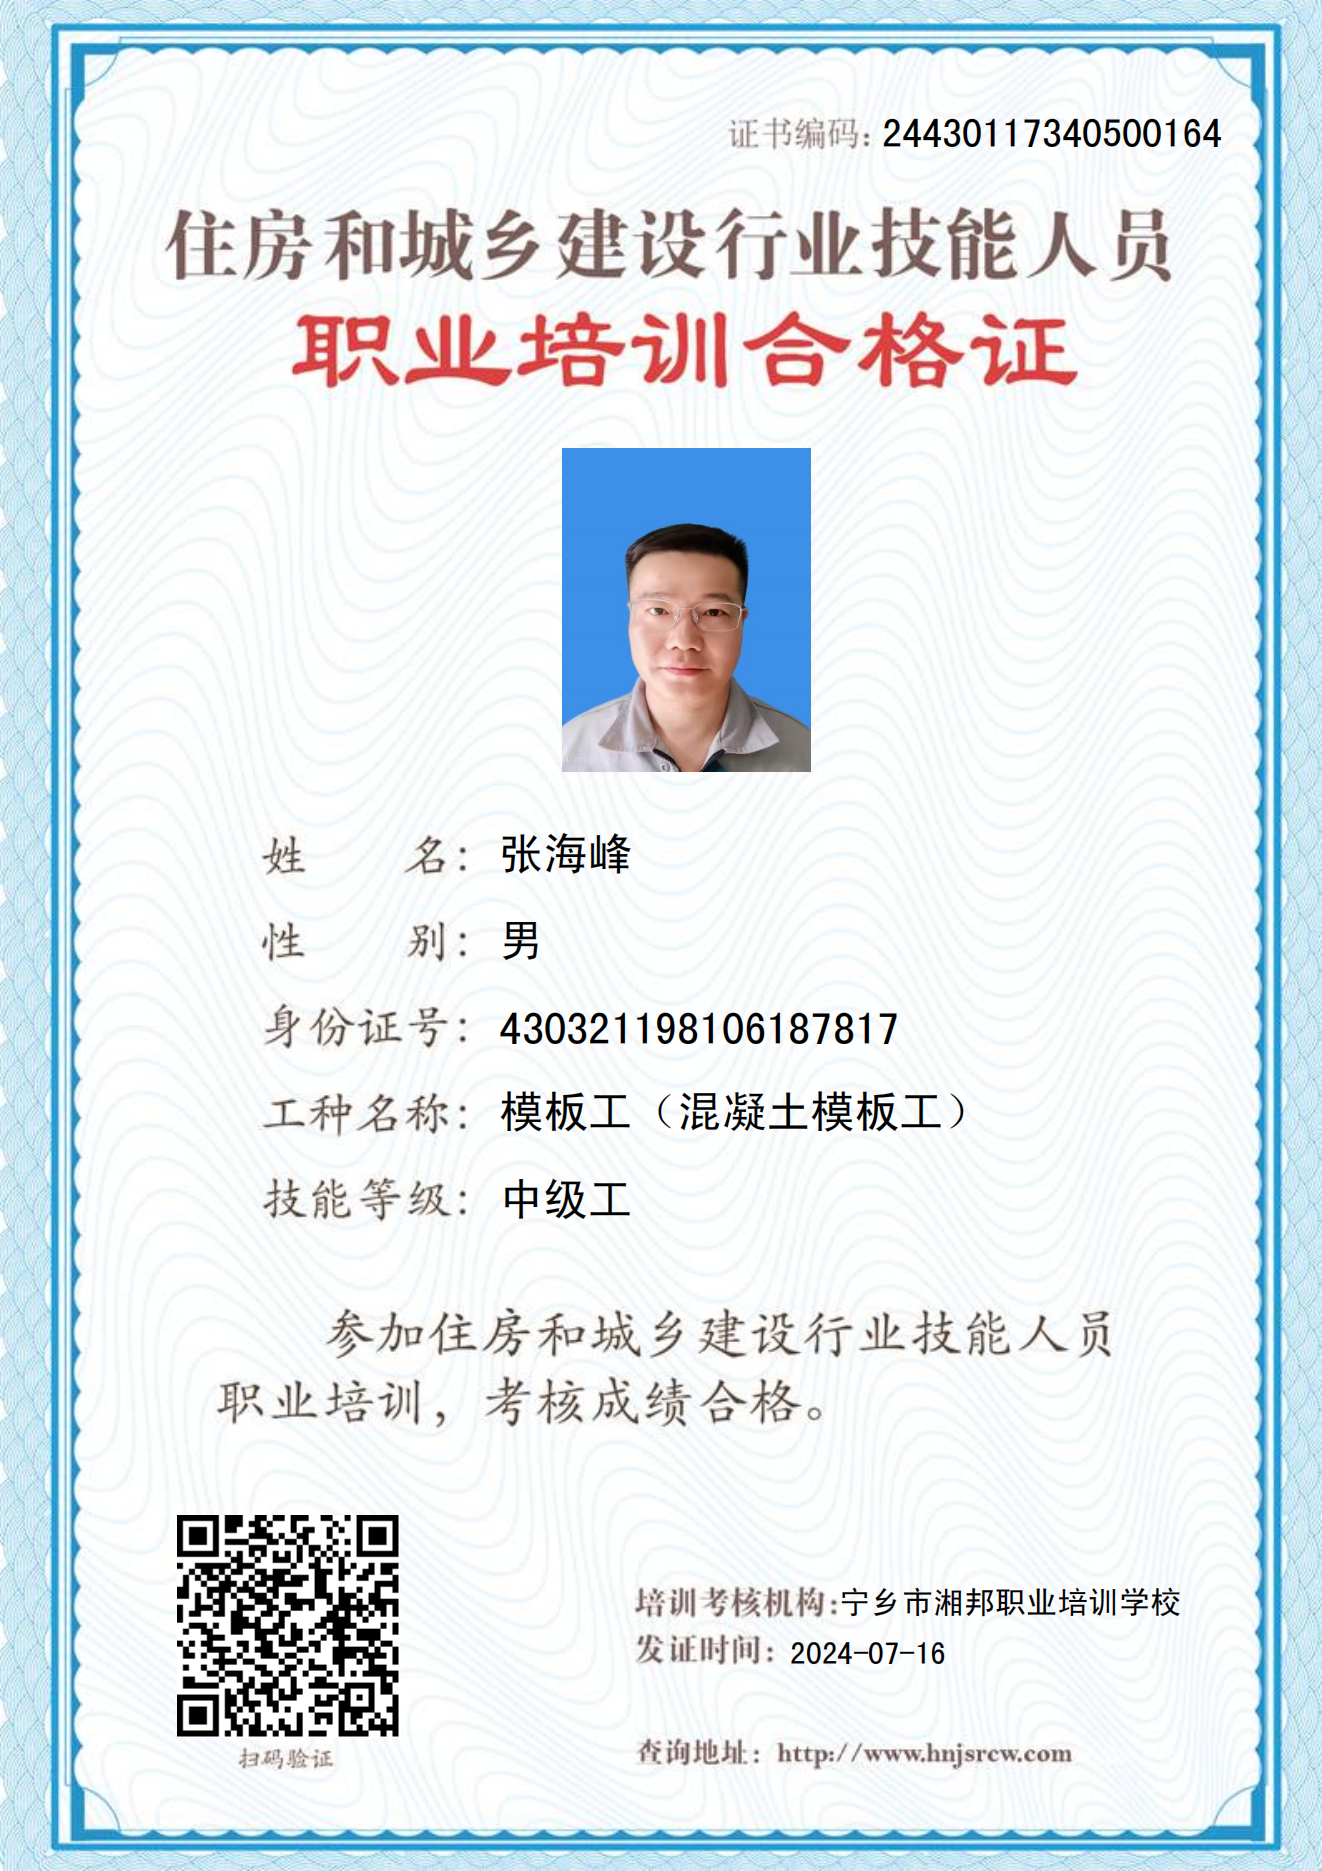 证书编码：24430117340500164
住房和城乡建设行业技能人员
职业培训合格证
姓名：张海峰
性别：男
身份证号：430321198106187817
工种名称：模板工（混凝土模板工）
技能等级：中级工
参加住房和城乡建设行业技能人员
职业培训，考核成绩合格。
培训考核机构:宁乡市湘邦职业培训学校
发证时间：2024-07-16
扫码验证
查询地址：http://www.hnjsrcw.com